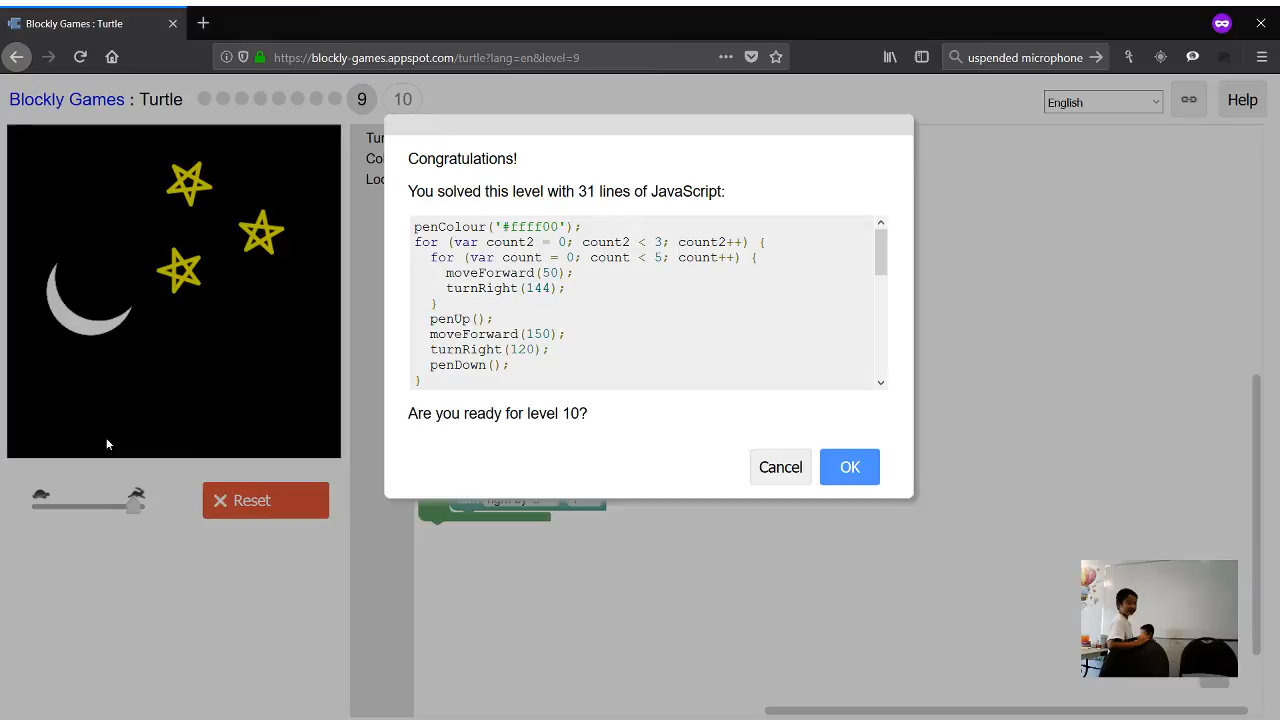 Blockly Games : Turtle
https://blockly-games.appspot.com/turtle?lang=en&level=9
uspended microphone
Blockly Games : Turtle
9
10
English
Help
Tur
Co
Loo
Congratulations!
You solved this level with 31 lines of JavaScript:
penColour('#ffff00');
for (var count2 = 0; count2 < 3; count2++) {
for (var count = 0; count < 5; count++) {
moveForward(50);
turnRight(144);
}
penUp();
moveForward(150);
turnRight(120);
penDown();
}
Are you ready for level 10?
Cancel
OK
Reset